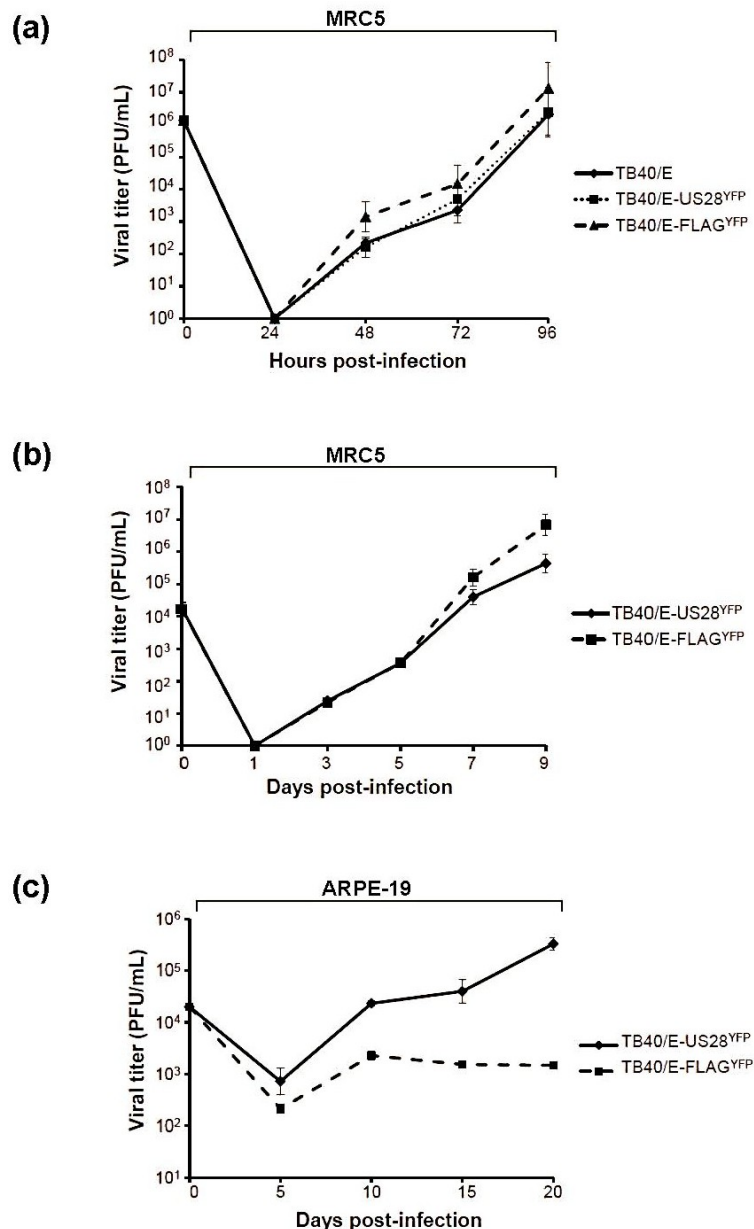 (a)
MRC5
Viral titer (PFU/mL)
10⁸
10⁷
10⁶
10⁵
10⁴
10³
10²
10¹
10⁰
0 24 48 72 96
Hours post-infection
TB40/E
TB40/E-US28ʸᶠᴾ
TB40/E-FLAGʸᶠᴾ
(b)
MRC5
Viral titer (PFU/mL)
10⁸
10⁷
10⁶
10⁵
10⁴
10³
10²
10¹
10⁰
0 1 3 5 7 9
Days post-infection
TB40/E-US28ʸᶠᴾ
TB40/E-FLAGʸᶠᴾ
(c)
ARPE-19
Viral titer (PFU/mL)
10⁶
10⁵
10⁴
10³
10²
10¹
0 5 10 15 20
Days post-infection
TB40/E-US28ʸᶠᴾ
TB40/E-FLAGʸᶠᴾ